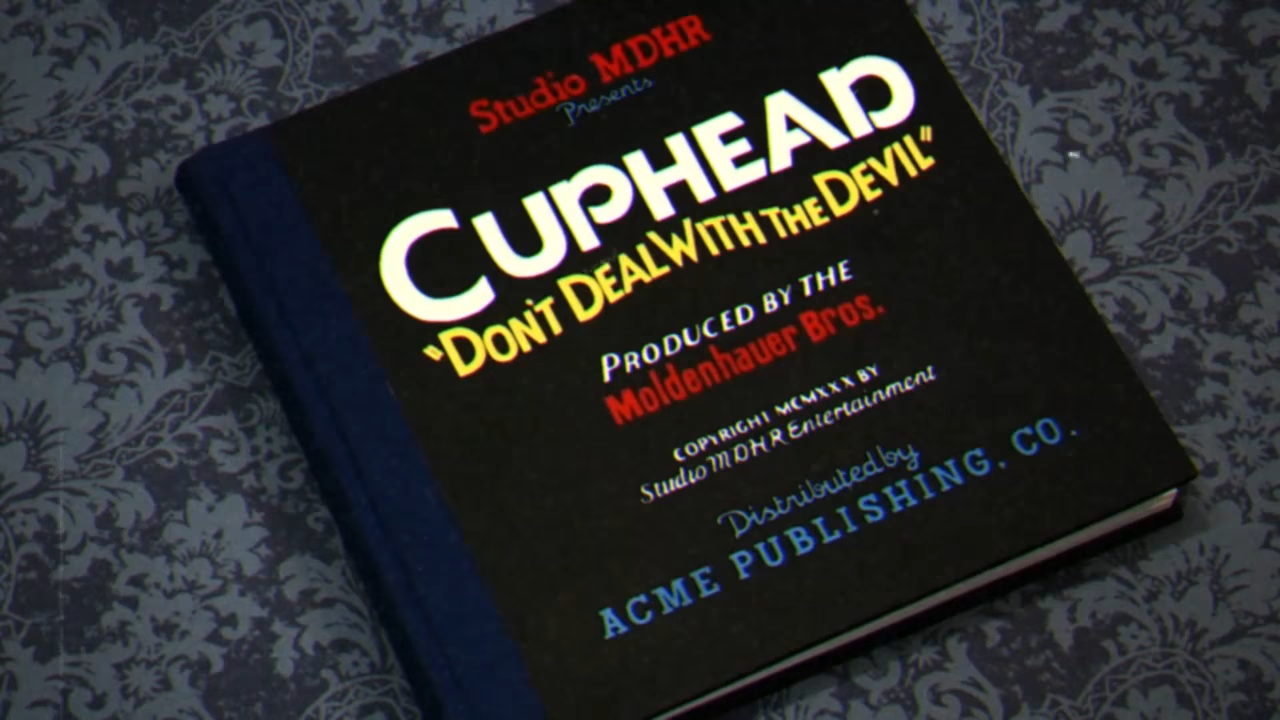 Studio MDHR
Presents
CUPHEAD
"DON'T DEAL WITH THE DEVIL"
PRODUCED BY THE
Moldenhauer Bros.
COPYRIGHT MCMXXX BY
Studio MDHR Entertainment
Distributed by
ACME PUBLISHING. CO.